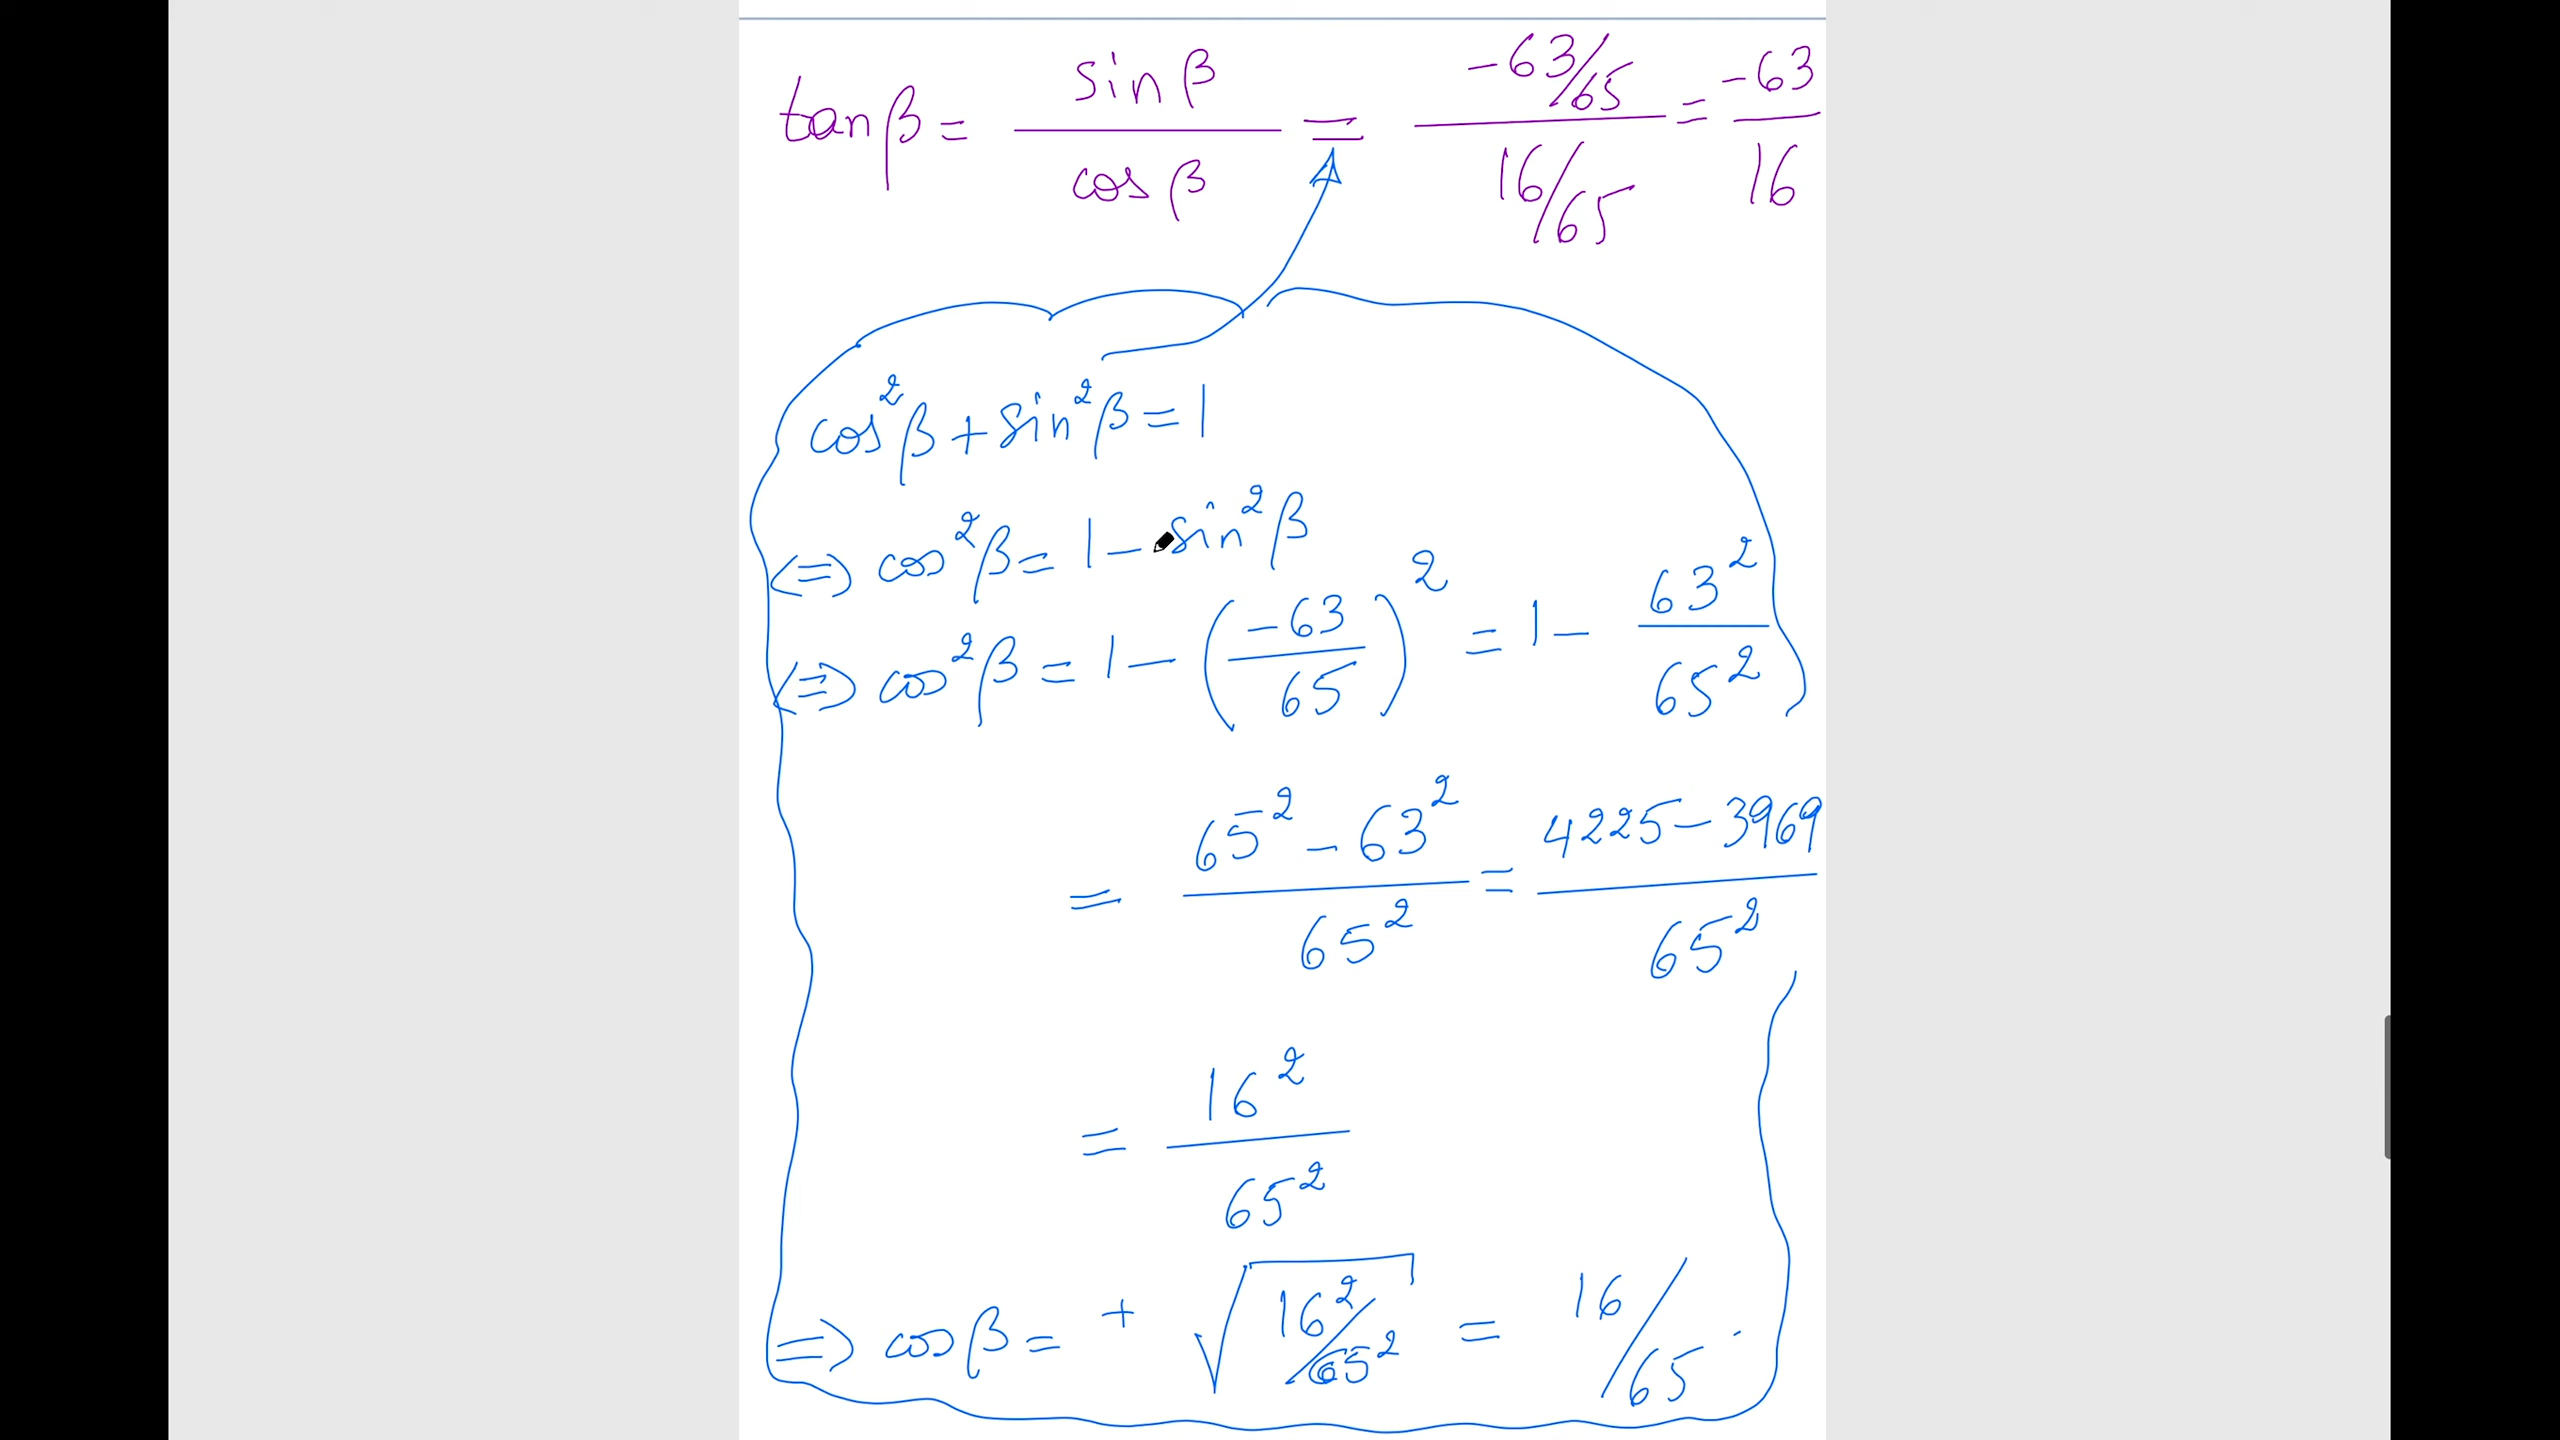 tanβ = sinβ / cosβ = (-63/65) / (16/65) = -63/16
cos²β + sin²β = 1
(=) cos²β = 1 - sin²β
(=) cos²β = 1 - (-63/65)² = 1 - 63²/65²
= (65² - 63²)/65² = (4225 - 3969)/65²
= 16²/65²
=> cosβ = + √(16²/65²) = 16/65.